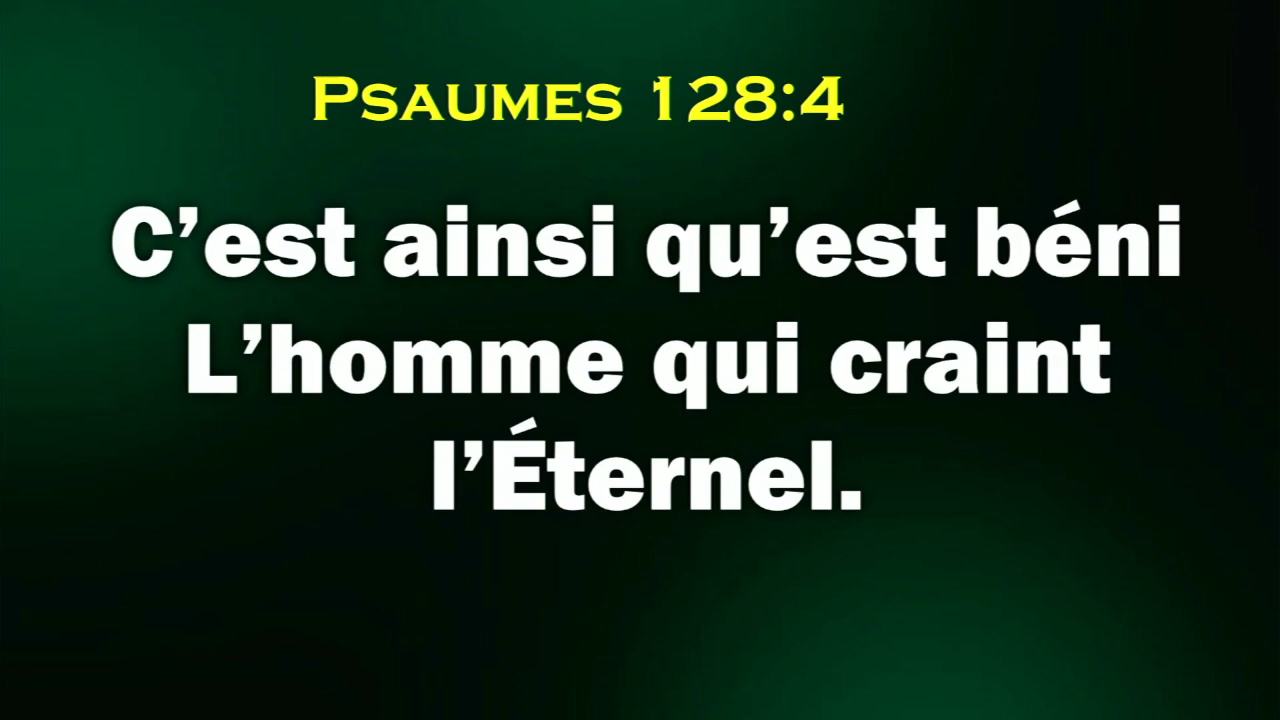 Psaumes 128:4
C’est ainsi qu’est béni
L’homme qui craint
l’Éternel.